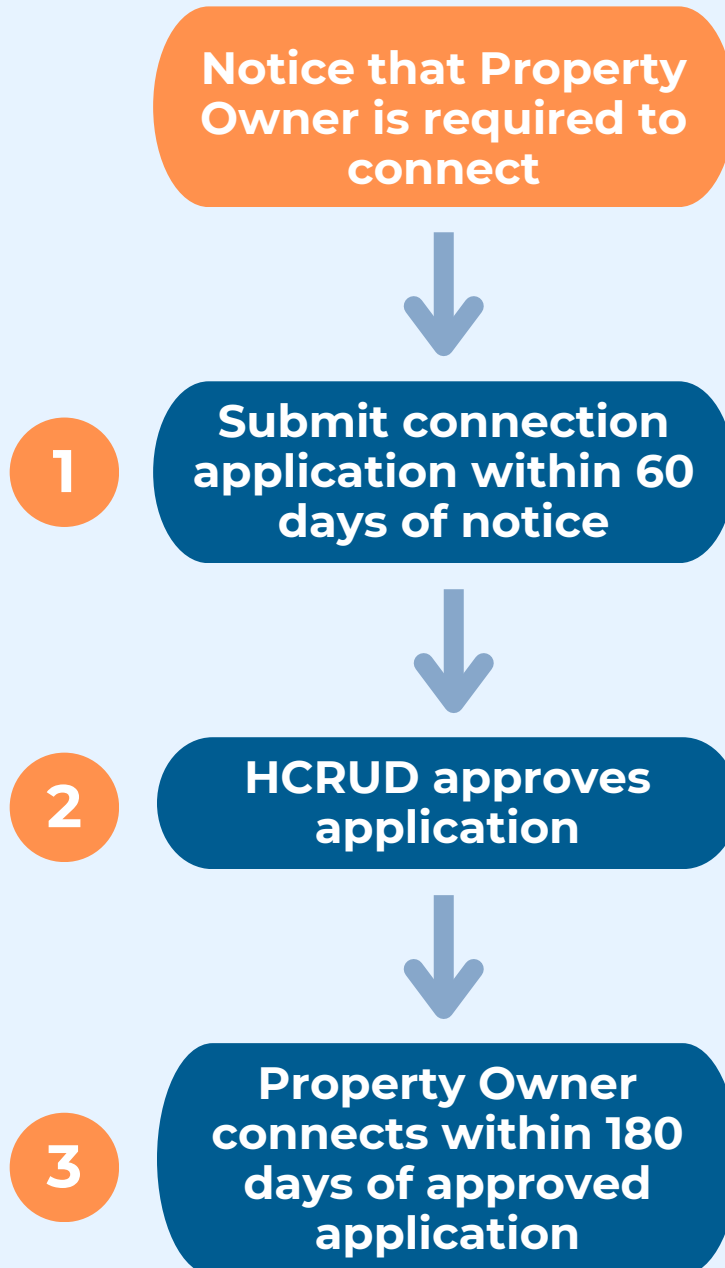 Notice that Property
Owner is required to
connect
1
Submit connection
application within 60
days of notice
2
HCRUD approves
application
3
Property Owner
connects within 180
days of approved
application